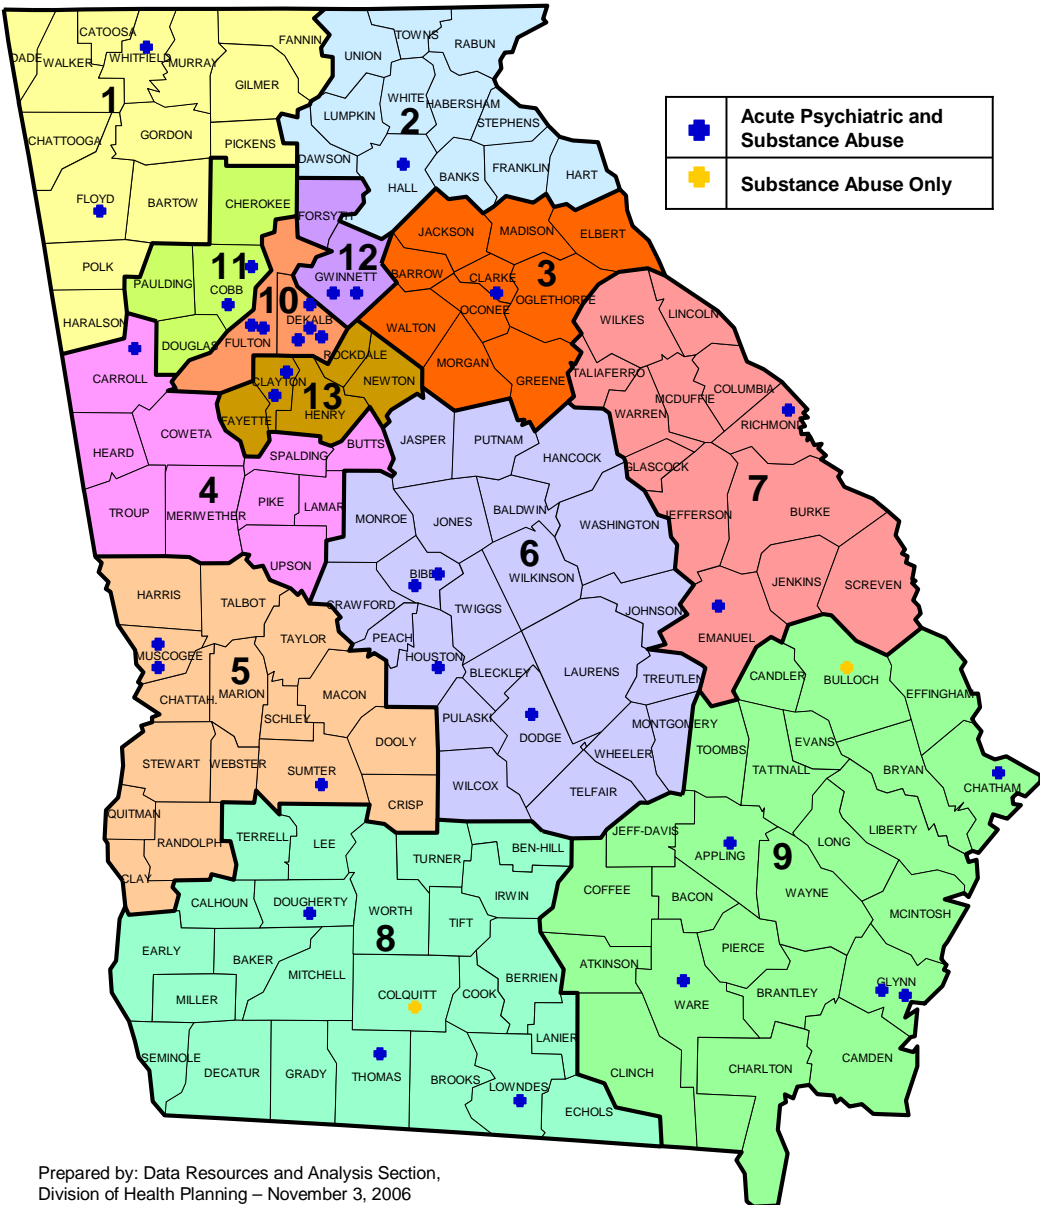 CATOOSA
TOWNS
RABUN
FANNIN
UNION
DADE
WALKER
WHITFIELD
MURRAY
GILMER
1
WHITE
HABERSHAM
LUMPKIN
2
STEPHENS
CHATTOOGA
GORDON
PICKENS
DAWSON
BANKS
FRANKLIN
HART
HALL
FLOYD
BARTOW
CHEROKEE
FORSYTH
JACKSON
MADISON
ELBERT
POLK
PAULDING
11
COBB
12
GWINNETT
BARROW
CLARKE
3
OGLETHORPE
OCONEE
10
DEKALB
HARALSON
DOUGLAS
FULTON
WALTON
WILKES
LINCOLN
ROCKDALE
MORGAN
GREENE
TALIAFERRO
CARROLL
CLAYTON
13
NEWTON
COLUMBIA
MCDUFFIE
WARREN
FAYETTE
HENRY
RICHMOND
COWETA
BUTTS
JASPER
PUTNAM
HEARD
SPALDING
HANCOCK
GLASCOCK
4
PIKE
LAMAR
7
TROUP
MERIWETHER
MONROE
JONES
BALDWIN
WASHINGTON
JEFFERSON
BURKE
UPSON
BIBB
6
WILKINSON
JENKINS
SCREVEN
HARRIS
TALBOT
CRAWFORD
TWIGGS
JOHNSON
TAYLOR
PEACH
EMANUEL
MUSCOGEE
HOUSTON
5
BLECKLEY
LAURENS
TREUTLEN
CANDLER
BULLOCH
EFFINGHAM
CHATTAH.
MARION
MACON
SCHLEY
PULASKI
MONTGOMERY
DODGE
DOOLY
TOOMBS
EVANS
STEWART
WEBSTER
SUMTER
WHEELER
TATTNALL
BRYAN
WILCOX
TELFAIR
CHATHAM
QUITMAN
CRISP
RANDOLPH
TERRELL
LEE
JEFF-DAVIS
LIBERTY
LONG
TURNER
BEN-HILL
APPLING
9
CLAY
CALHOUN
DOUGHERTY
WORTH
IRWIN
COFFEE
BACON
WAYNE
MCINTOSH
TIFT
8
EARLY
BAKER
MITCHELL
PIERCE
ATKINSON
BERRIEN
GLYNN
MILLER
COLQUITT
COOK
WARE
BRANTLEY
LANIER
SEMINOLE
DECATUR
GRADY
THOMAS
BROOKS
LOWNDES
CLINCH
CHARLTON
CAMDEN
ECHOLS
Acute Psychiatric and
Substance Abuse
Substance Abuse Only
Prepared by: Data Resources and Analysis Section,
Division of Health Planning – November 3, 2006